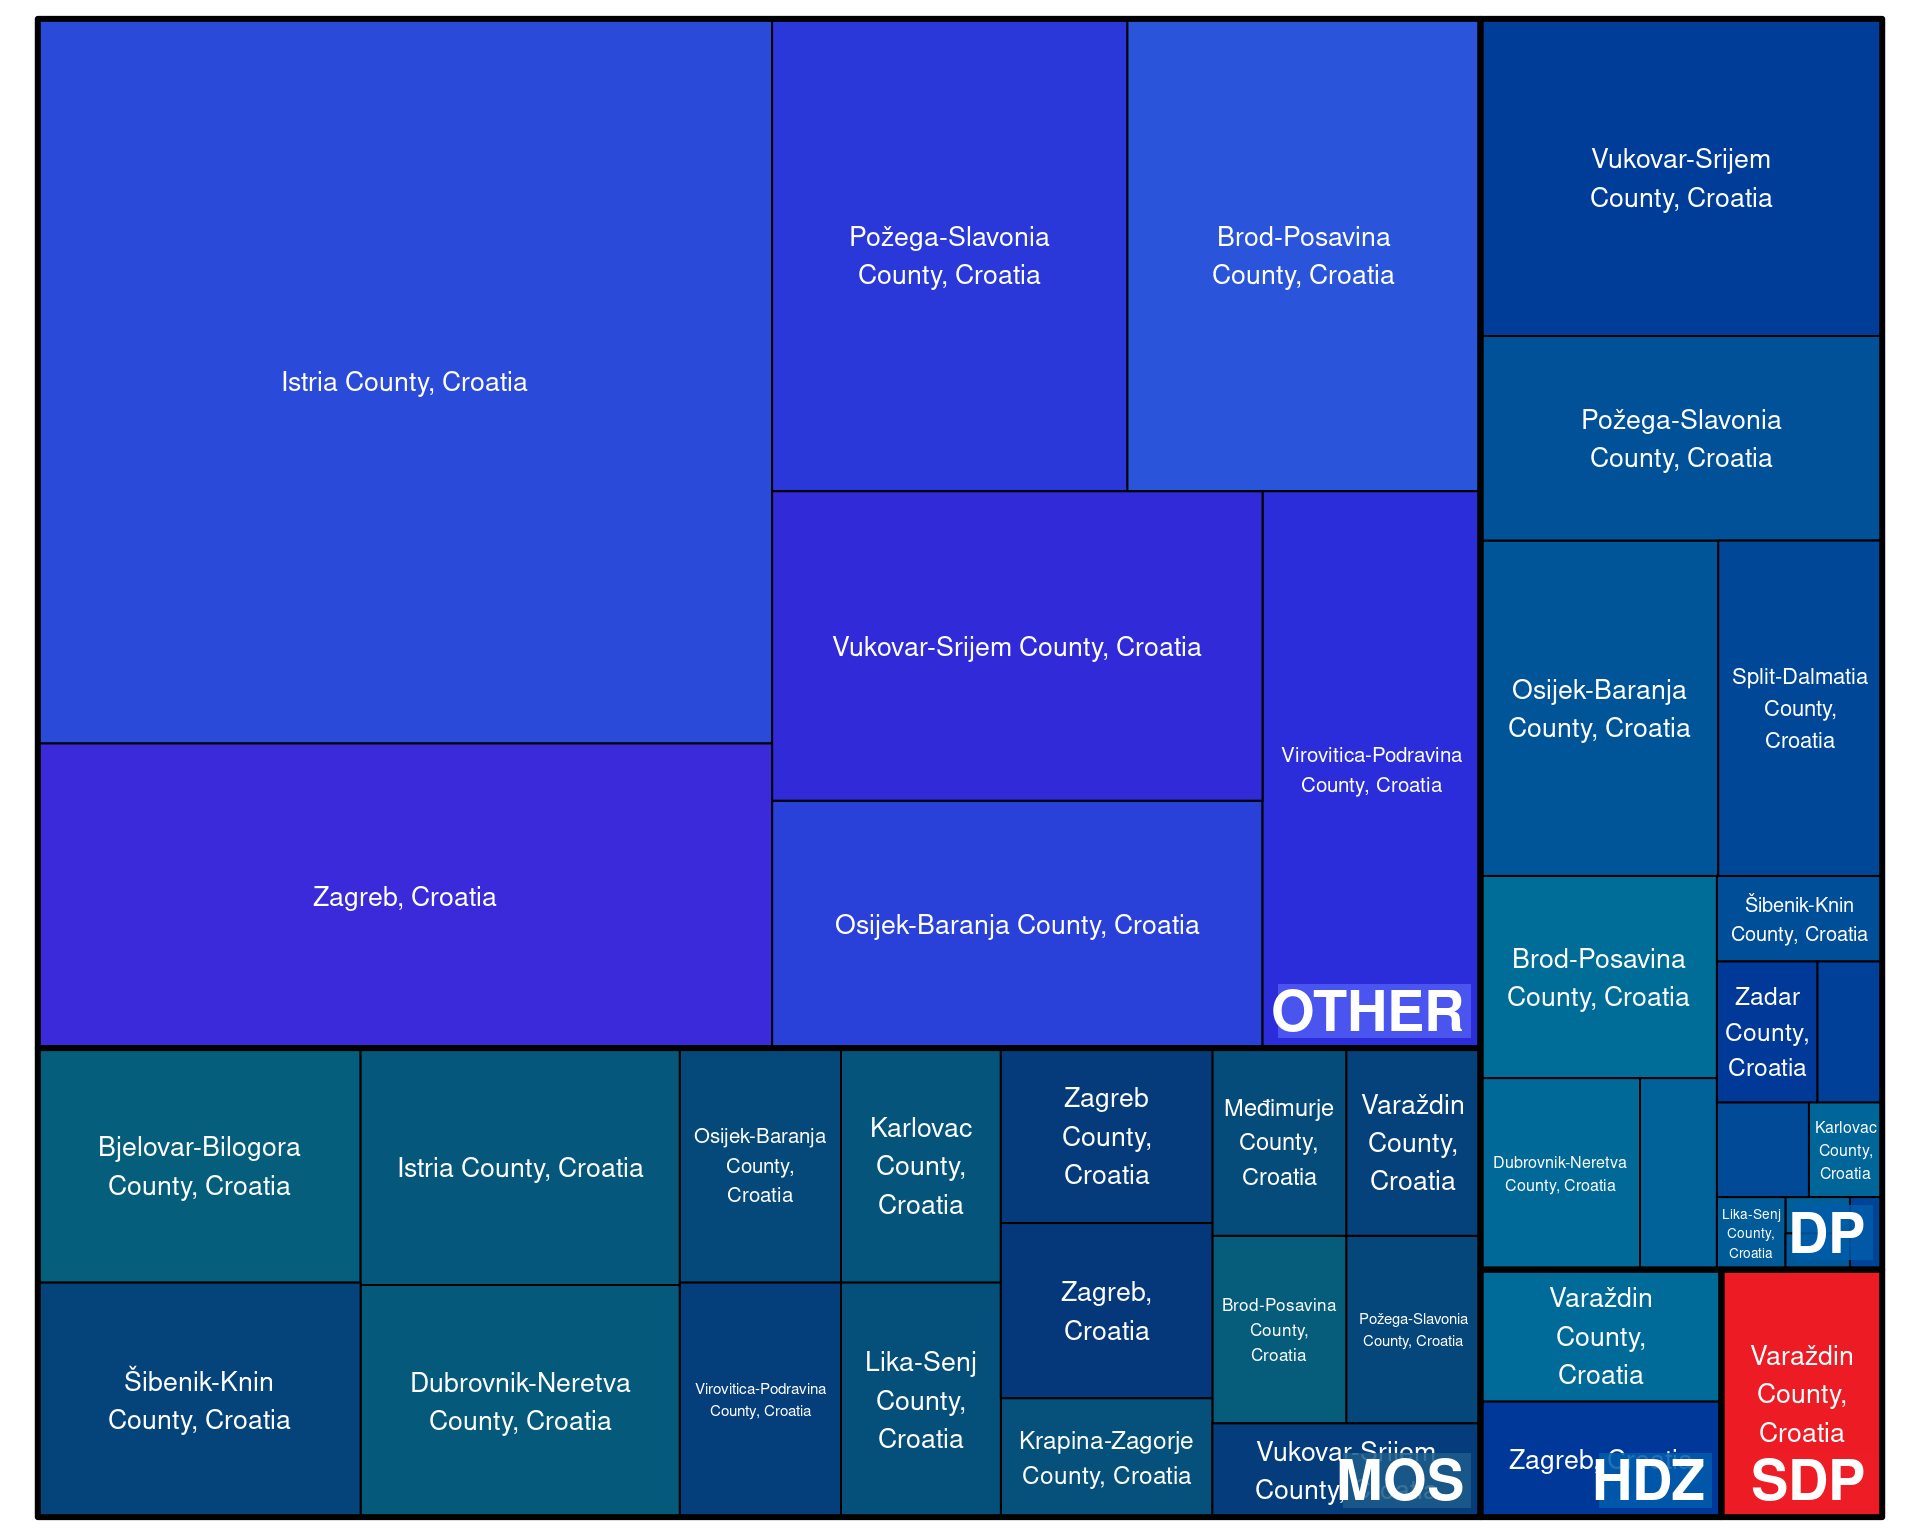 Istria County, Croatia
Zagreb, Croatia
Požega-Slavonia
County, Croatia
Brod-Posavina
County, Croatia
Vukovar-Srijem County, Croatia
Osijek-Baranja County, Croatia
Virovitica-Podravina
County, Croatia
OTHER
Bjelovar-Bilogora
County, Croatia
Šibenik-Knin
County, Croatia
Istria County, Croatia
Dubrovnik-Neretva
County, Croatia
Osijek-Baranja
County,
Croatia
Virovitica-Podravina
County, Croatia
Karlovac
County,
Croatia
Lika-Senj
County,
Croatia
Zagreb
County,
Croatia
Zagreb,
Croatia
Krapina-Zagorje
County, Croatia
Međimurje
County,
Croatia
Varaždin
County,
Croatia
Brod-Posavina
County,
Croatia
Požega-Slavonia
County, Croatia
Vukovar-Srijem
County, Croatia
MOS
Vukovar-Srijem
County, Croatia
Požega-Slavonia
County, Croatia
Osijek-Baranja
County, Croatia
Split-Dalmatia
County,
Croatia
Brod-Posavina
County, Croatia
Šibenik-Knin
County, Croatia
Zadar
County,
Croatia
Dubrovnik-Neretva
County, Croatia
Karlovac
County,
Croatia
Lika-Senj
County,
Croatia
DP
Varaždin
County,
Croatia
Zagreb, Croatia
HDZ
Varaždin
County,
Croatia
SDP